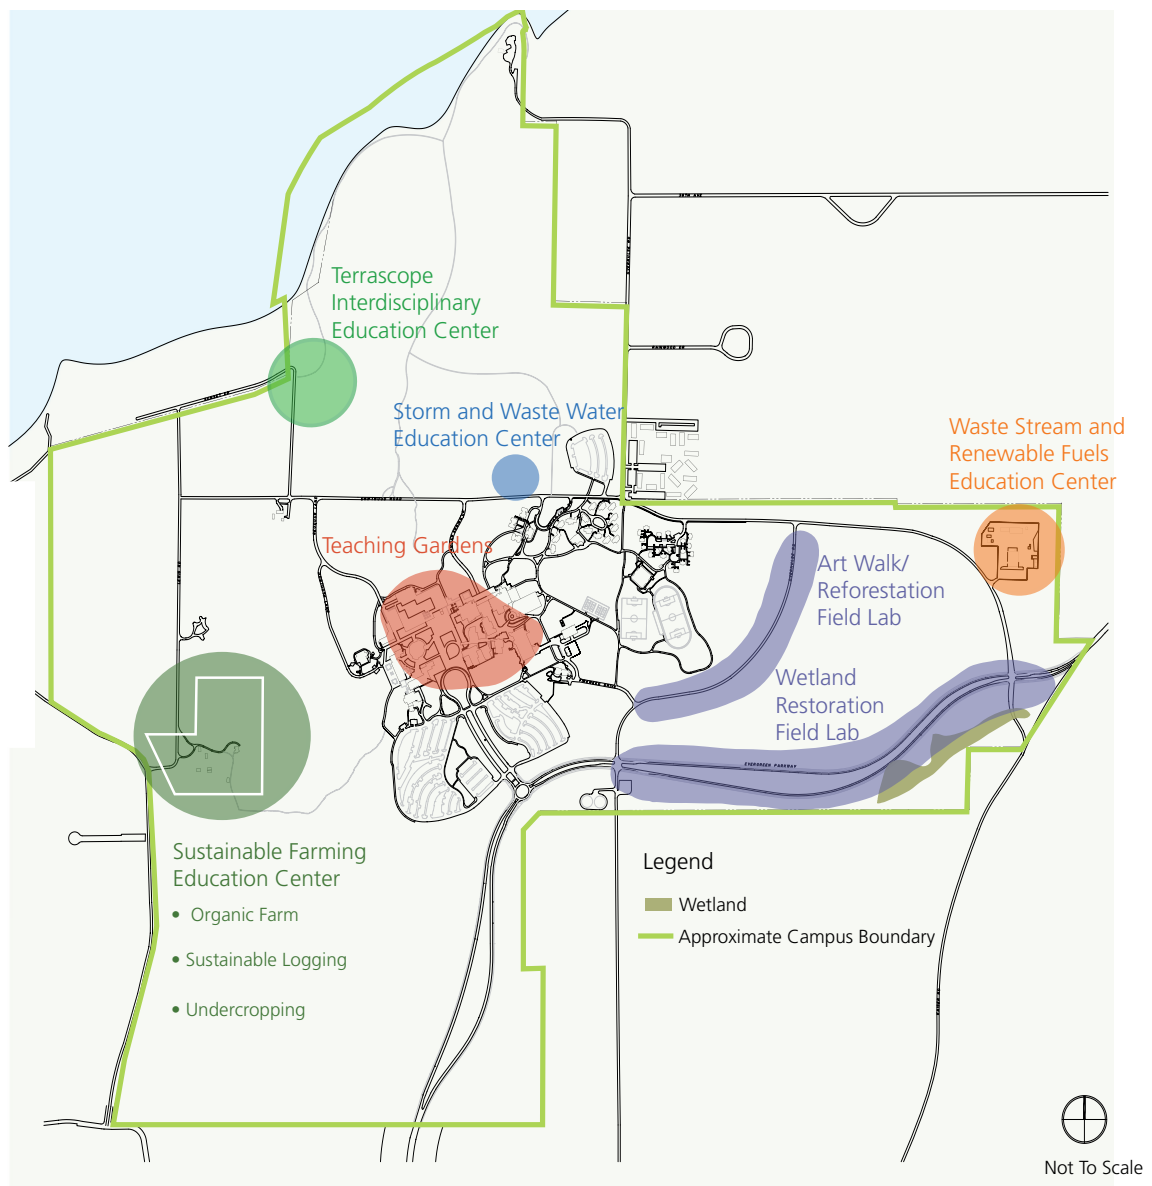 Terrascope
Interdisciplinary
Education Center
Storm and Waste Water
Education Center
Waste Stream and
Renewable Fuels
Education Center
Teaching Gardens
Art Walk/
Reforestation
Field Lab
Wetland
Restoration
Field Lab
EVERGREEN PARKWAY
Sustainable Farming
Education Center
• Organic Farm
• Sustainable Logging
• Undercropping
Legend
Wetland
Approximate Campus Boundary
Not To Scale